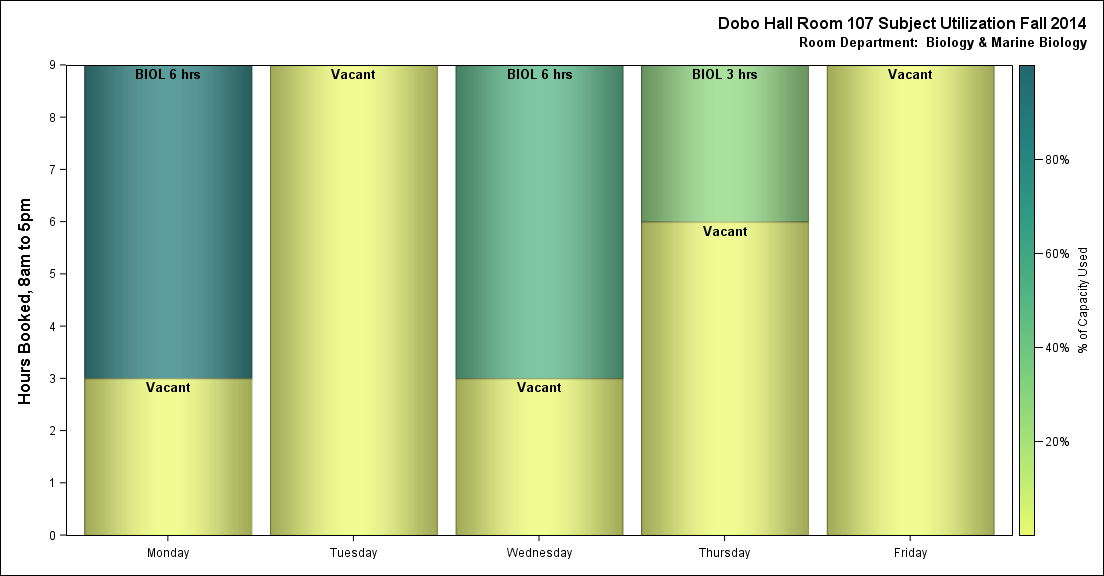 Dobo Hall Room 107 Subject Utilization Fall 2014
Room Department:  Biology & Marine Biology
Hours Booked, 8am to 5pm
9
8
7
6
5
4
3
2
1
0
BIOL 6 hrs
Vacant
Vacant
BIOL 6 hrs
Vacant
BIOL 3 hrs
Vacant
Vacant
Monday
Tuesday
Wednesday
Thursday
Friday
80%
60%
40%
20%
% of Capacity Used